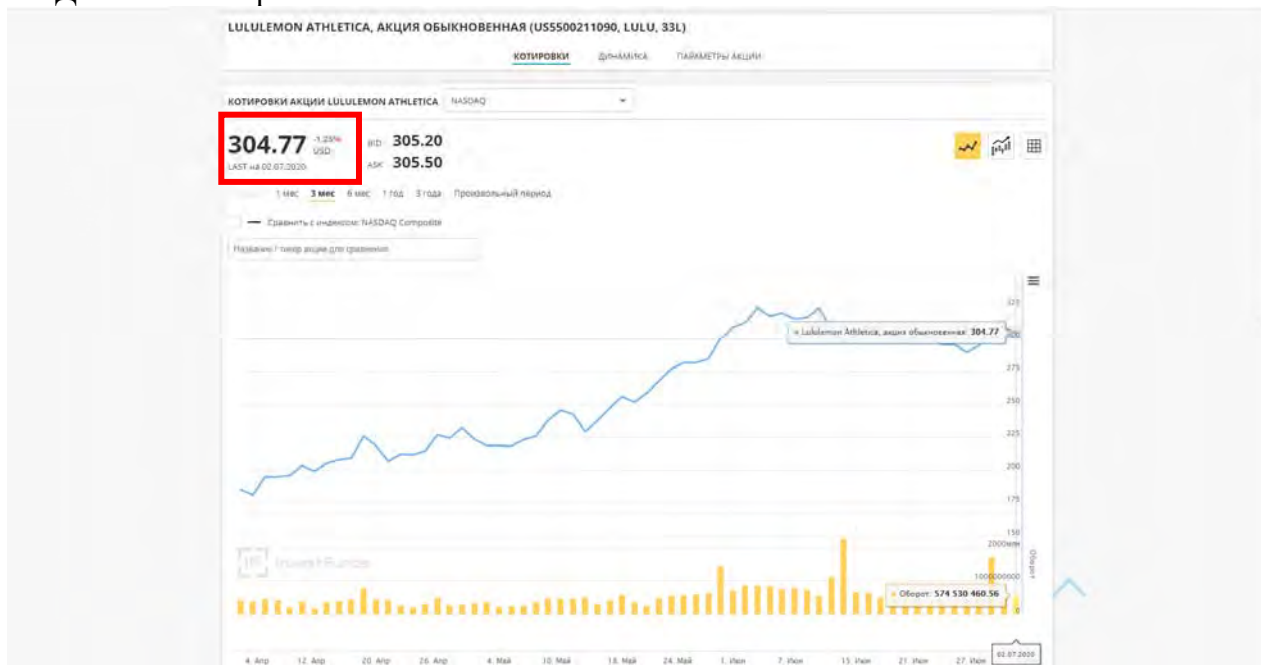 LULULEMON ATHLETICA, АКЦИЯ ОБЫКНОВЕННАЯ (US5500211090, LULU, 33L)
КОТИРОВКИ ДИНАМИКА ПАРАМЕТРЫ АКЦИИ
КОТИРОВКИ АКЦИИ LULULEMON ATHLETICA NASDAQ
304.77 -1.25% USD BID 305.20
LAST на 02.07.2020 ASK 305.50
1 мес 3 мес 6 мес 1 год 3 года Произвольный период
Сравнить с индексом: NASDAQ Composite
Название / тикер акции для сравнения
325
Lululemon Athletica, акция обыкновенная: 304.77
300
275
250
225
200
175
150
2000млн
Оборот
1000000000
Оборот: 574 530 460.56
0
4. Апр 12. Апр 20. Апр 26. Апр 4. Май 10. Май 18. Май 24. Май 1. Июн 7. Июн 15. Июн 21. Июн 27. Июн 02.07.2020